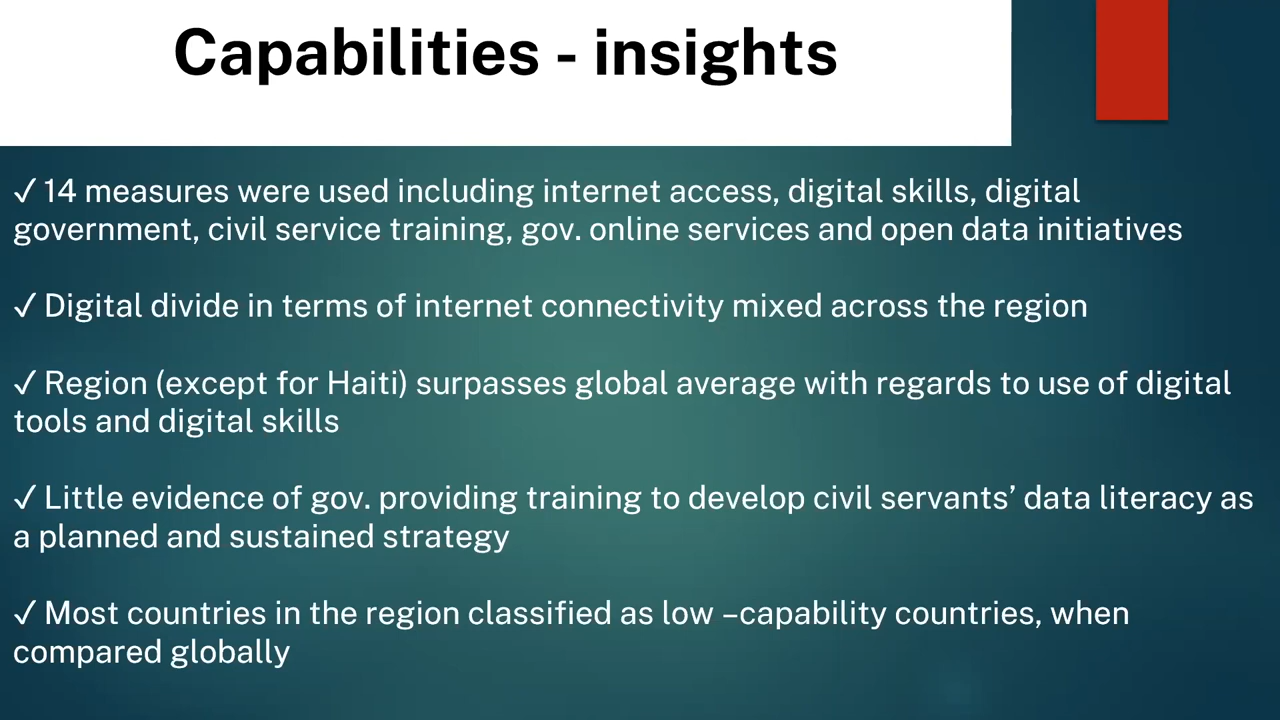 Capabilities - insights
✓ 14 measures were used including internet access, digital skills, digital
government, civil service training, gov. online services and open data initiatives
✓ Digital divide in terms of internet connectivity mixed across the region
✓ Region (except for Haiti) surpasses global average with regards to use of digital
tools and digital skills
✓ Little evidence of gov. providing training to develop civil servants’ data literacy as
a planned and sustained strategy
✓ Most countries in the region classified as low –capability countries, when
compared globally